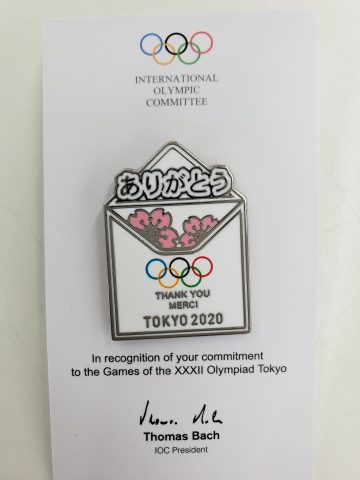 INTERNATIONAL
OLYMPIC
COMMITTEE
ありがとう
THANK YOU
MERCI
TOKYO 2020
In recognition of your commitment
to the Games of the XXXII Olympiad Tokyo
Thomas Bach
IOC President